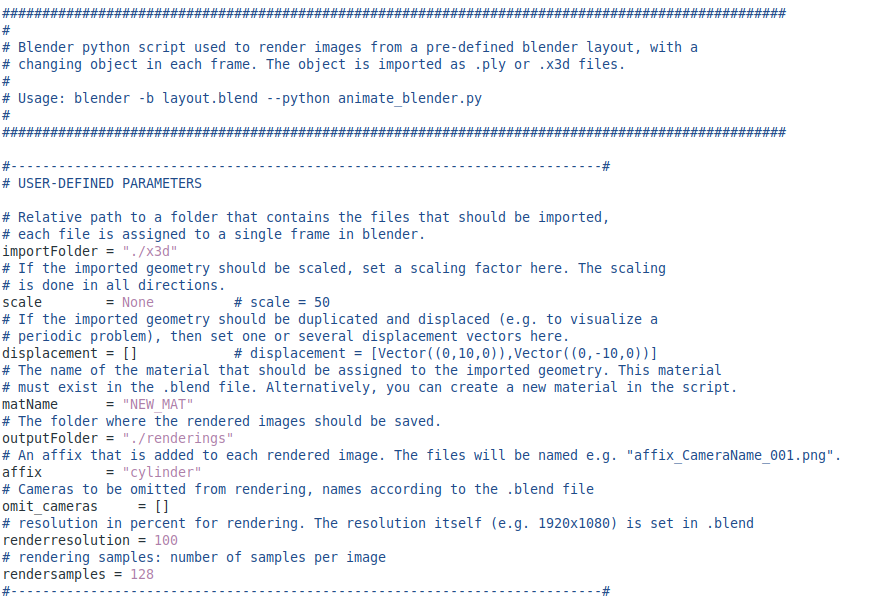 ##################################################################################################
#
# Blender python script used to render images from a pre-defined blender layout, with a
# changing object in each frame. The object is imported as .ply or .x3d files.
#
# Usage: blender -b layout.blend --python animate_blender.py
#
##################################################################################################
#--------------------------------------------------------------------------#
# USER-DEFINED PARAMETERS
# Relative path to a folder that contains the files that should be imported,
# each file is assigned to a single frame in blender.
importFolder = "./x3d"
# If the imported geometry should be scaled, set a scaling factor here. The scaling
# is done in all directions.
scale        = None          # scale = 50
# If the imported geometry should be duplicated and displaced (e.g. to visualize a
# periodic problem), then set one or several displacement vectors here.
displacement = []            # displacement = [Vector((0,10,0)),Vector((0,-10,0))]
# The name of the material that should be assigned to the imported geometry. This material
# must exist in the .blend file. Alternatively, you can create a new material in the script.
matName      = "NEW_MAT"
# The folder where the rendered images should be saved.
outputFolder = "./renderings"
# An affix that is added to each rendered image. The files will be named e.g. "affix_CameraName_001.png".
affix        = "cylinder"
# Cameras to be omitted from rendering, names according to the .blend file
omit_cameras     = []
# resolution in percent for rendering. The resolution itself (e.g. 1920x1080) is set in .blend
renderresolution = 100
# rendering samples: number of samples per image
rendersamples = 128
#--------------------------------------------------------------------------#